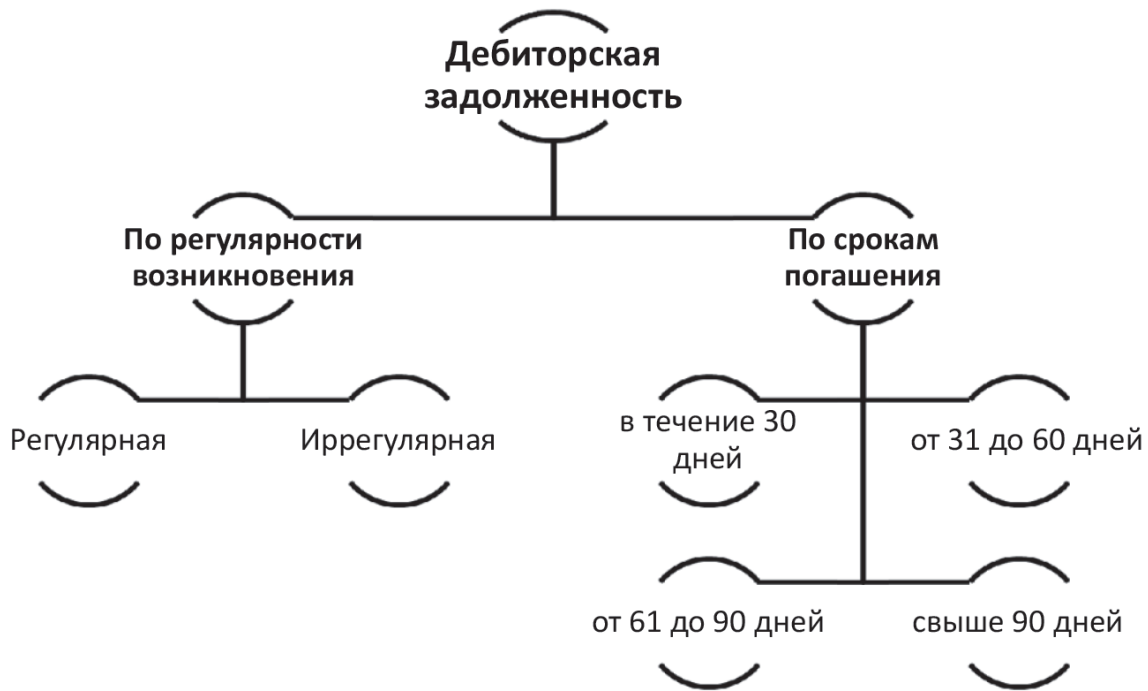 Дебиторская
задолженность
По регулярности
возникновения
По срокам
погашения
Регулярная
Иррегулярная
в течение 30
дней
от 31 до 60 дней
от 61 до 90 дней
свыше 90 дней